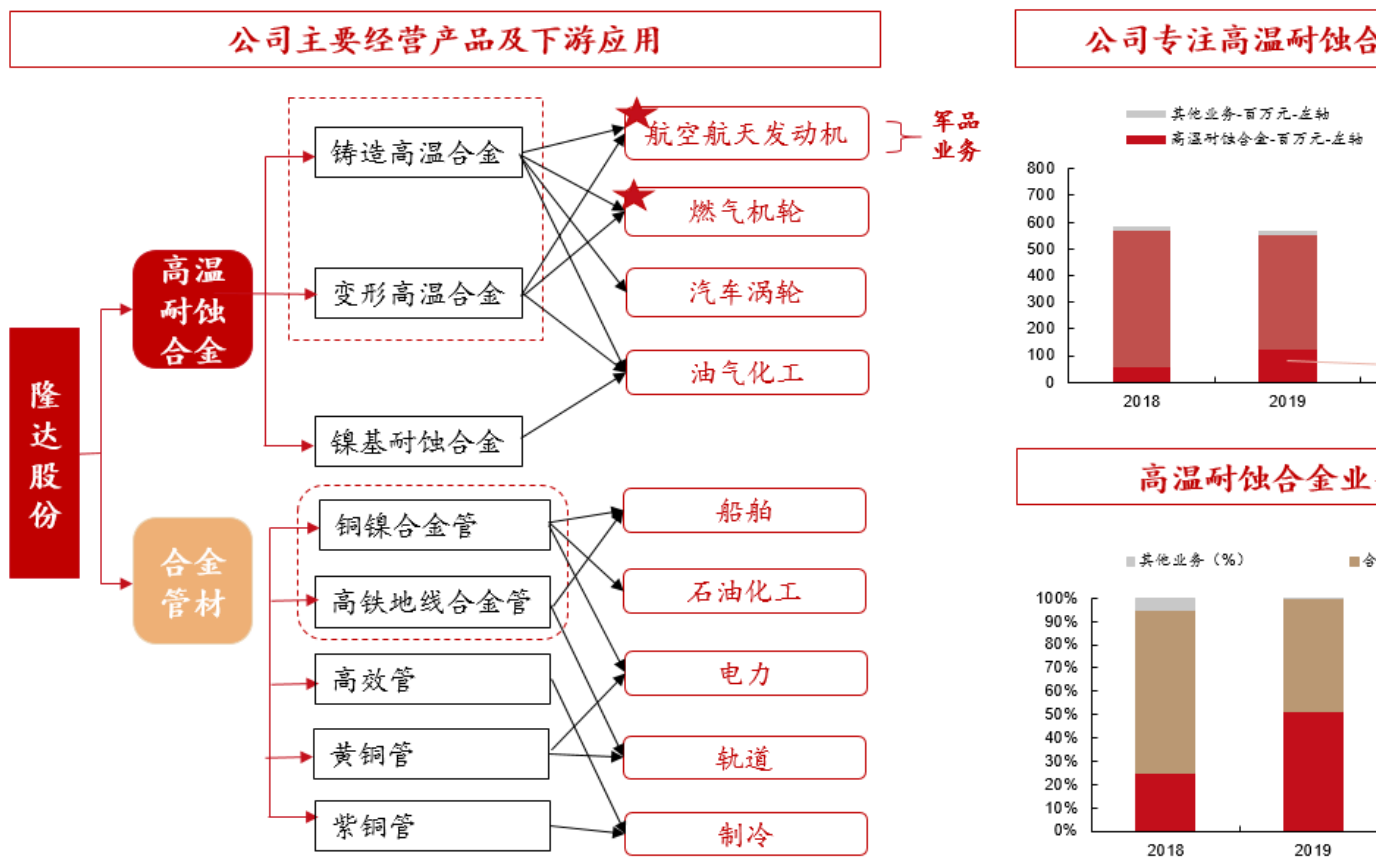 公司主要经营产品及下游应用
隆
达
股
份
高温
耐蚀
合金
合金
管材
铸造高温合金
变形高温合金
镍基耐蚀合金
铜镍合金管
高铁地线合金管
高效管
黄铜管
紫铜管
航空航天发动机
燃气机轮
汽车涡轮
油气化工
船舶
石油化工
电力
轨道
制冷
军品
业务
公司专注高温耐蚀合
其他业务-百万元-左轴
高温耐蚀合金-百万元-左轴
800
700
600
500
400
300
200
100
0
2018
2019
高温耐蚀合金业
其他业务（%）
合
100%
90%
80%
70%
60%
50%
40%
30%
20%
10%
0%
2018
2019